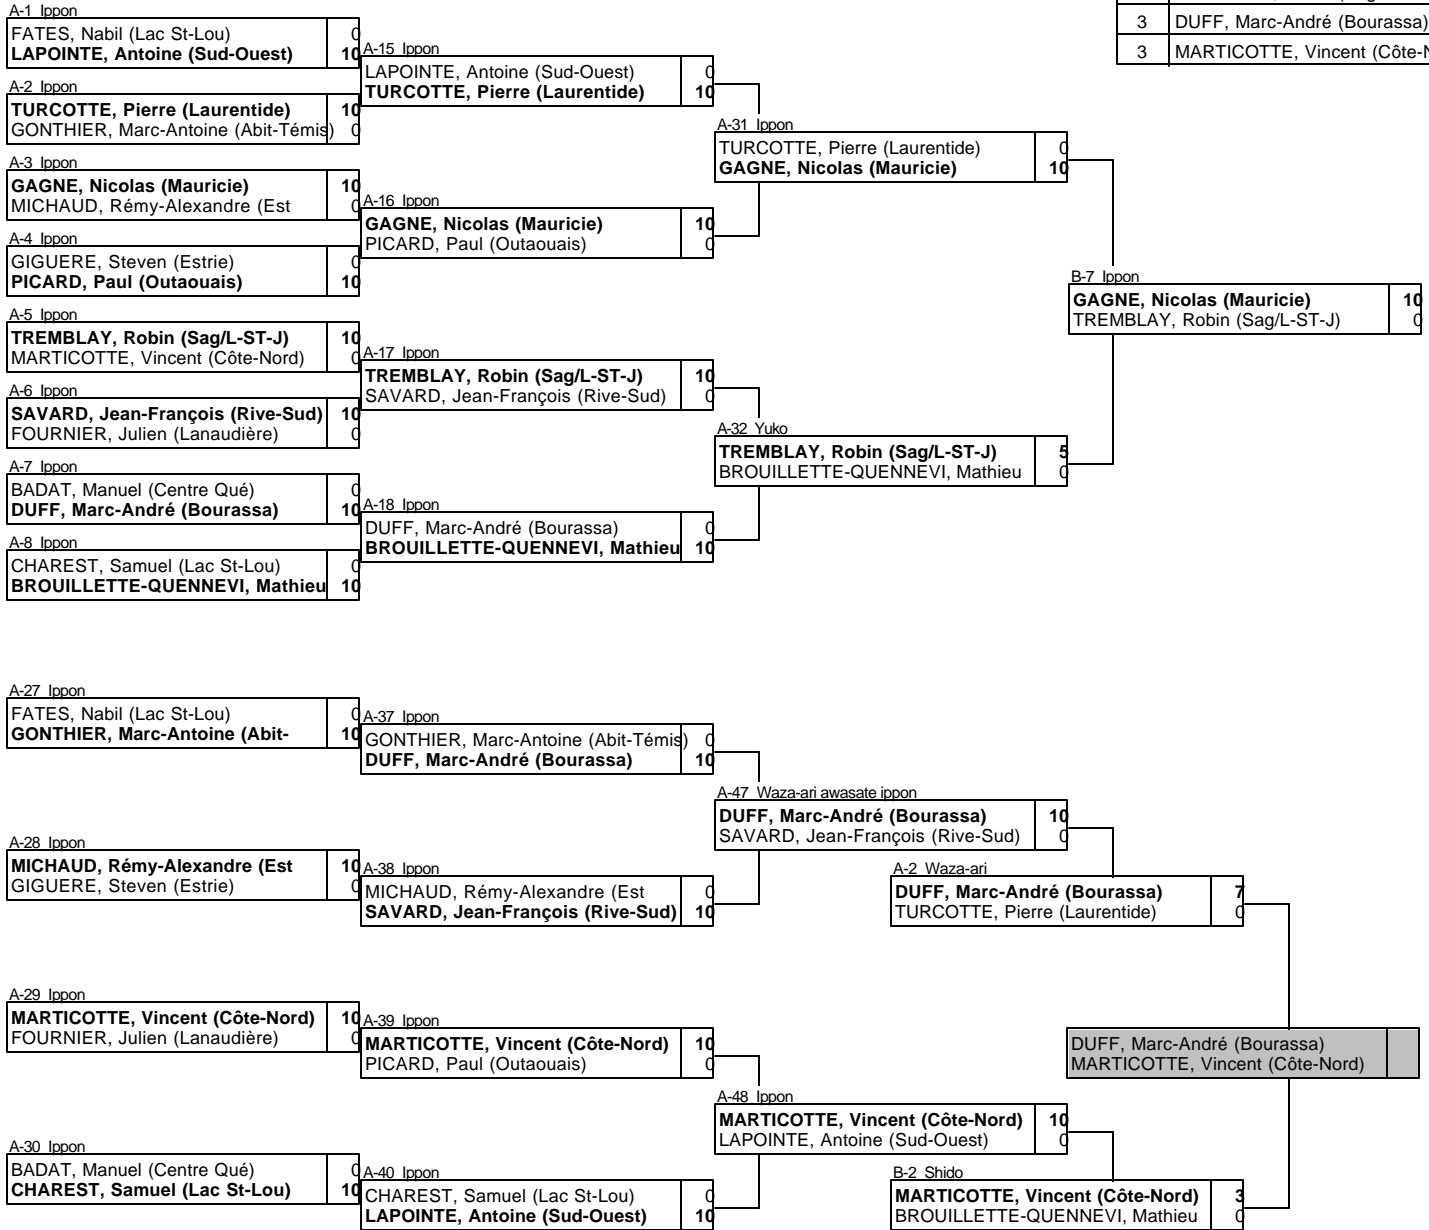 3 DUFF, Marc-André (Bourassa)
3 MARTICOTTE, Vincent
A-1 Ippon
FATES, Nabil (Lac St-Lou) 0
LAPOINTE, Antoine (Sud-Ouest) 10
A-2 Ippon
TURCOTTE, Pierre (Laurentide) 10
GONTHIER, Marc-Antoine (Abit-Témis) 0
A-3 Ippon
GAGNE, Nicolas (Mauricie) 10
MICHAUD, Rémy-Alexandre (Est 0
A-4 Ippon
GIGUERE, Steven (Estrie) 0
PICARD, Paul (Outaouais) 10
A-5 Ippon
TREMBLAY, Robin (Sag/L-ST-J) 10
MARTICOTTE, Vincent (Côte-Nord) 0
A-6 Ippon
SAVARD, Jean-François (Rive-Sud) 10
FOURNIER, Julien (Lanaudière) 0
A-7 Ippon
BADAT, Manuel (Centre Qué) 0
DUFF, Marc-André (Bourassa) 10
A-8 Ippon
CHAREST, Samuel (Lac St-Lou) 0
BROUILLETTE-QUENNEVI, Mathieu 10
A-15 Ippon
LAPOINTE, Antoine (Sud-Ouest) 0
TURCOTTE, Pierre (Laurentide) 10
A-16 Ippon
GAGNE, Nicolas (Mauricie) 10
PICARD, Paul (Outaouais) 0
A-17 Ippon
TREMBLAY, Robin (Sag/L-ST-J) 10
SAVARD, Jean-François (Rive-Sud) 0
A-18 Ippon
DUFF, Marc-André (Bourassa) 0
BROUILLETTE-QUENNEVI, Mathieu 10
A-31 Ippon
TURCOTTE, Pierre (Laurentide) 0
GAGNE, Nicolas (Mauricie) 10
A-32 Yuko
TREMBLAY, Robin (Sag/L-ST-J) 5
BROUILLETTE-QUENNEVI, Mathieu 0
B-7 Ippon
GAGNE, Nicolas (Mauricie) 10
TREMBLAY, Robin (Sag/L-ST-J) 0
A-27 Ippon
FATES, Nabil (Lac St-Lou) 0
GONTHIER, Marc-Antoine (Abit- 10
A-28 Ippon
MICHAUD, Rémy-Alexandre (Est 10
GIGUERE, Steven (Estrie) 0
A-29 Ippon
MARTICOTTE, Vincent (Côte-Nord) 10
FOURNIER, Julien (Lanaudière) 0
A-30 Ippon
BADAT, Manuel (Centre Qué) 0
CHAREST, Samuel (Lac St-Lou) 10
A-37 Ippon
GONTHIER, Marc-Antoine (Abit-Témis) 0
DUFF, Marc-André (Bourassa) 10
A-38 Ippon
MICHAUD, Rémy-Alexandre (Est 0
SAVARD, Jean-François (Rive-Sud) 10
A-39 Ippon
MARTICOTTE, Vincent (Côte-Nord) 10
PICARD, Paul (Outaouais) 0
A-40 Ippon
CHAREST, Samuel (Lac St-Lou) 0
LAPOINTE, Antoine (Sud-Ouest) 10
A-47 Waza-ari awasate ippon
DUFF, Marc-André (Bourassa) 10
SAVARD, Jean-François (Rive-Sud) 0
A-48 Ippon
MARTICOTTE, Vincent (Côte-Nord) 10
LAPOINTE, Antoine (Sud-Ouest) 0
A-2 Waza-ari
DUFF, Marc-André (Bourassa) 7
TURCOTTE, Pierre (Laurentide) 0
B-2 Shido
MARTICOTTE, Vincent (Côte-Nord) 3
BROUILLETTE-QUENNEVI, Mathieu 0
DUFF, Marc-André (Bourassa)
MARTICOTTE, Vincent (Côte-Nord)